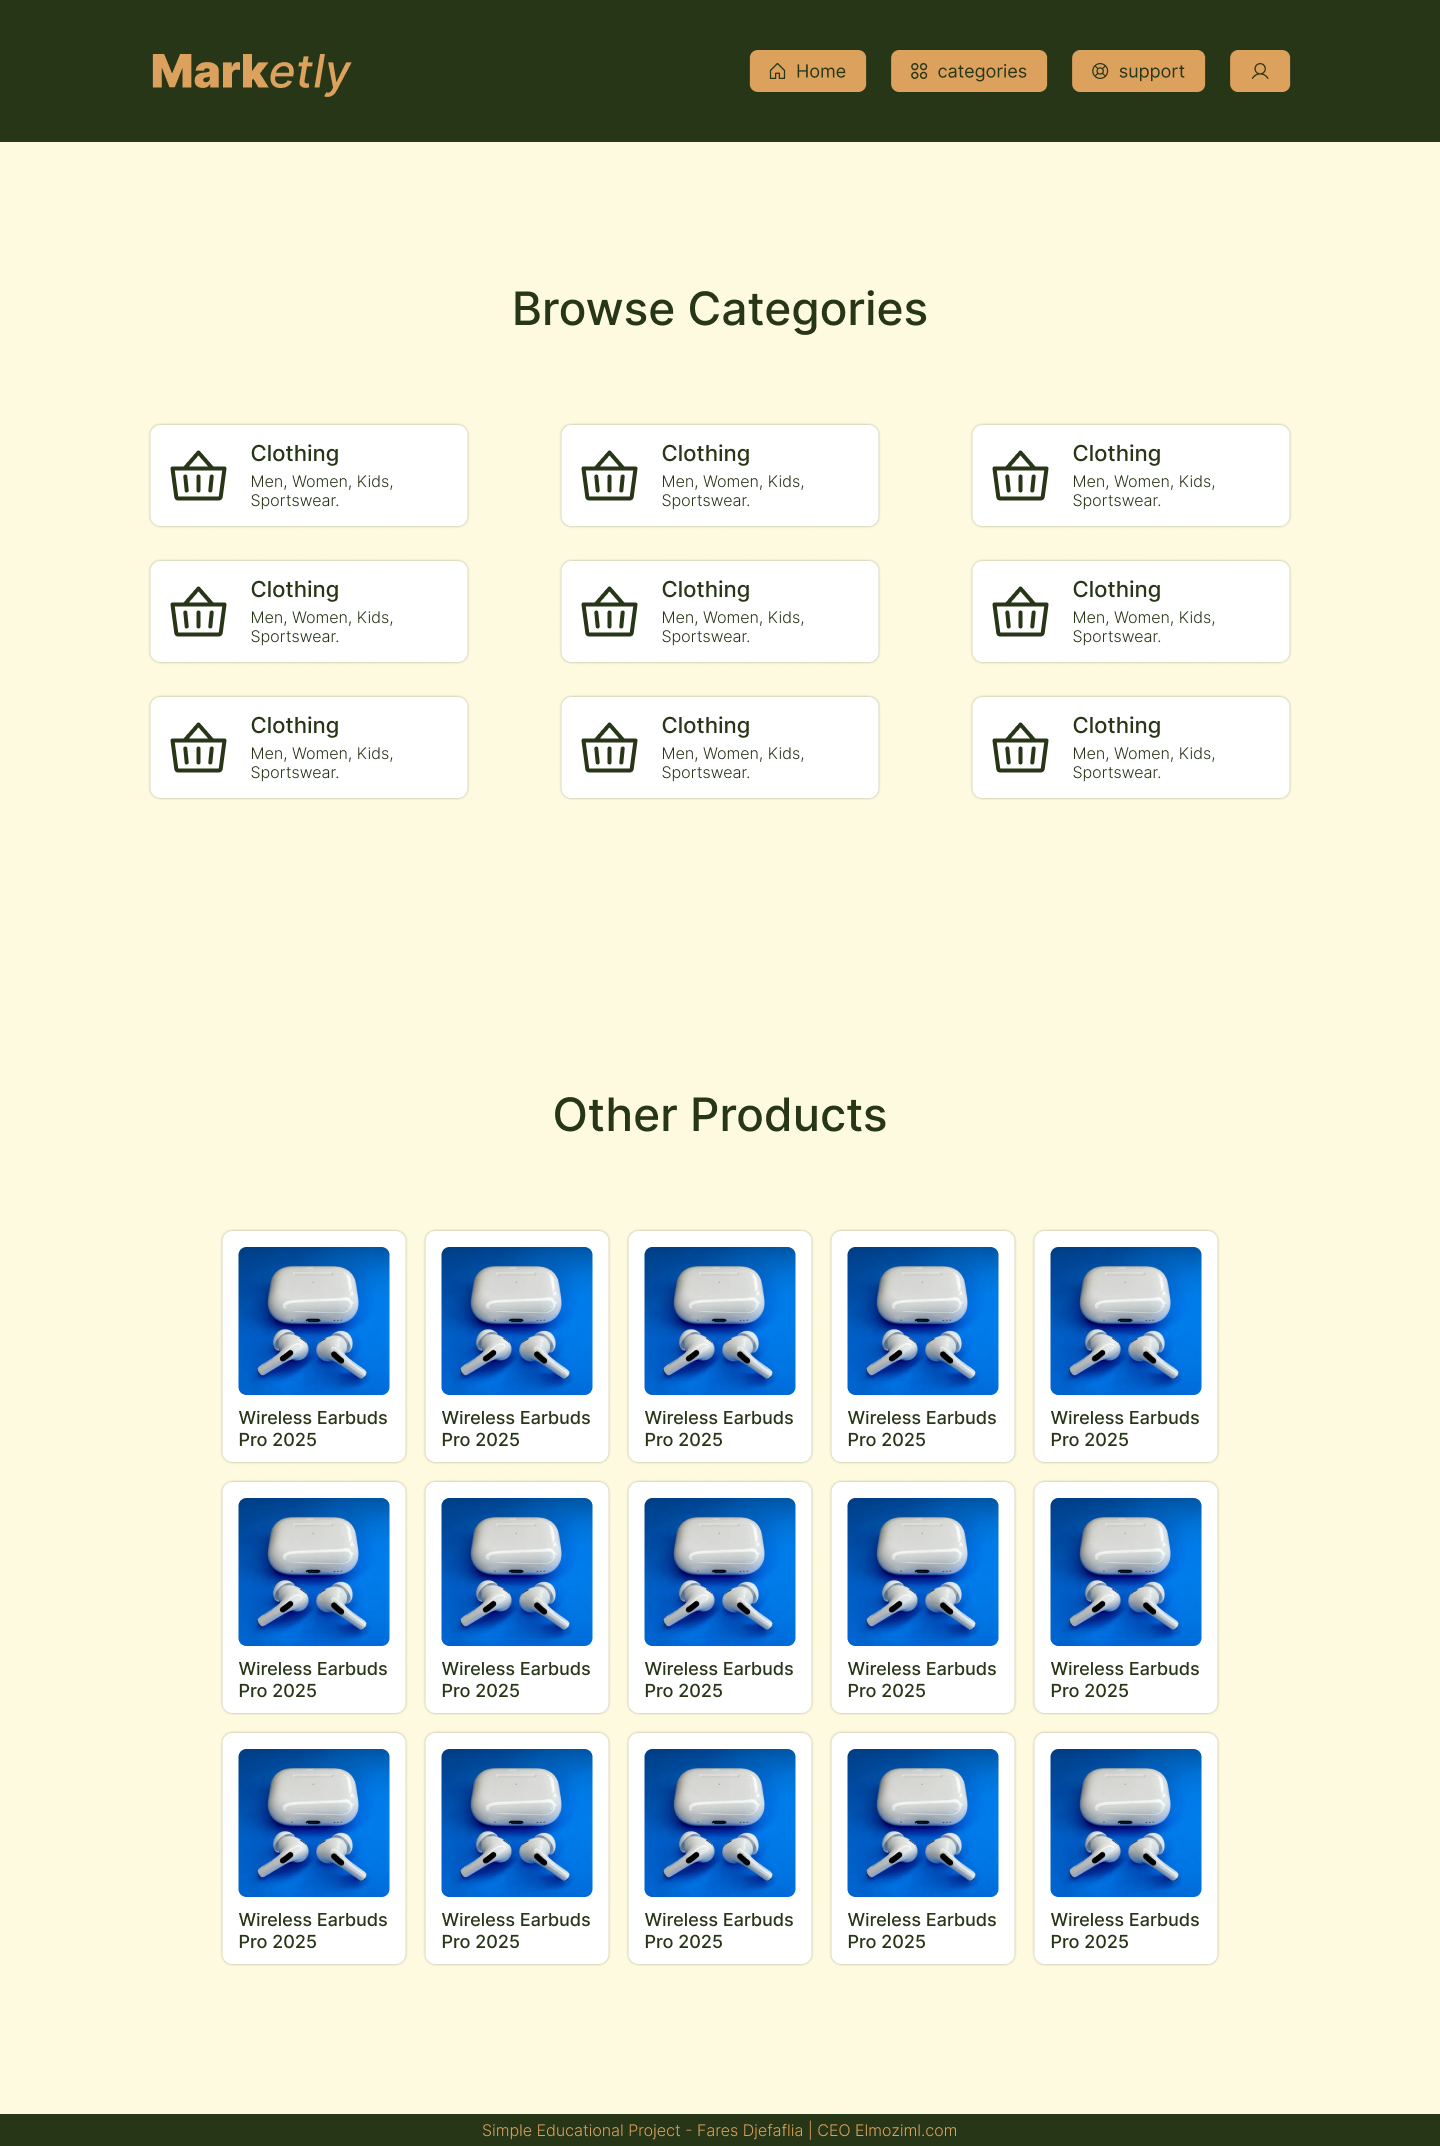 Marketly
Home
categories
support
Browse Categories
Clothing
Men, Women, Kids,
Sportswear.
Clothing
Men, Women, Kids,
Sportswear.
Clothing
Men, Women, Kids,
Sportswear.
Clothing
Men, Women, Kids,
Sportswear.
Clothing
Men, Women, Kids,
Sportswear.
Clothing
Men, Women, Kids,
Sportswear.
Clothing
Men, Women, Kids,
Sportswear.
Clothing
Men, Women, Kids,
Sportswear.
Clothing
Men, Women, Kids,
Sportswear.
Other Products
Wireless Earbuds
Pro 2025
Wireless Earbuds
Pro 2025
Wireless Earbuds
Pro 2025
Wireless Earbuds
Pro 2025
Wireless Earbuds
Pro 2025
Wireless Earbuds
Pro 2025
Wireless Earbuds
Pro 2025
Wireless Earbuds
Pro 2025
Wireless Earbuds
Pro 2025
Wireless Earbuds
Pro 2025
Wireless Earbuds
Pro 2025
Wireless Earbuds
Pro 2025
Wireless Earbuds
Pro 2025
Wireless Earbuds
Pro 2025
Wireless Earbuds
Pro 2025
Simple Educational Project - Fares Djefaflia | CEO Elmoziml.com